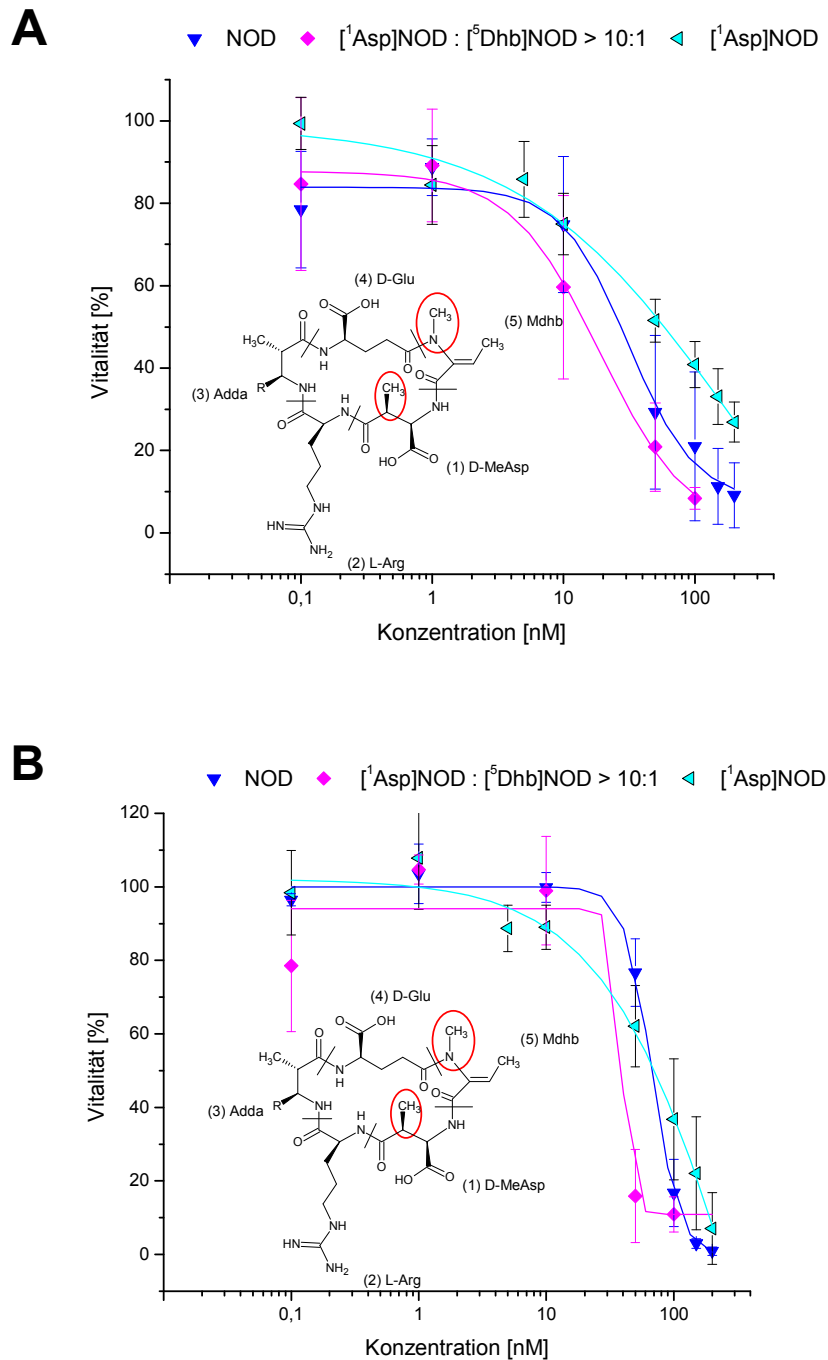 A
NOD [¹Asp]NOD : [⁵Dhb]NOD > 10:1 [¹Asp]NOD
100
80
60
40
20
0
Vitalität [%]
0,1 1 10 100
Konzentration [nM]
(4) D-Glu
O OH CH₃
(5) Mdhb
O N
H₃C N H O CH₃
R NH O
(3) Adda
O H N CH₃ NH
O
HO O
(1) D-MeAsp
NH
HN NH₂
(2) L-Arg
B
NOD [¹Asp]NOD : [⁵Dhb]NOD > 10:1 [¹Asp]NOD
120
100
80
60
40
20
0
Vitalität [%]
0,1 1 10 100
Konzentration [nM]
(4) D-Glu
O OH CH₃
(5) Mdhb
O N
H₃C N H O CH₃
R NH O
(3) Adda
O H N CH₃ NH
O
HO O
(1) D-MeAsp
NH
HN NH₂
(2) L-Arg